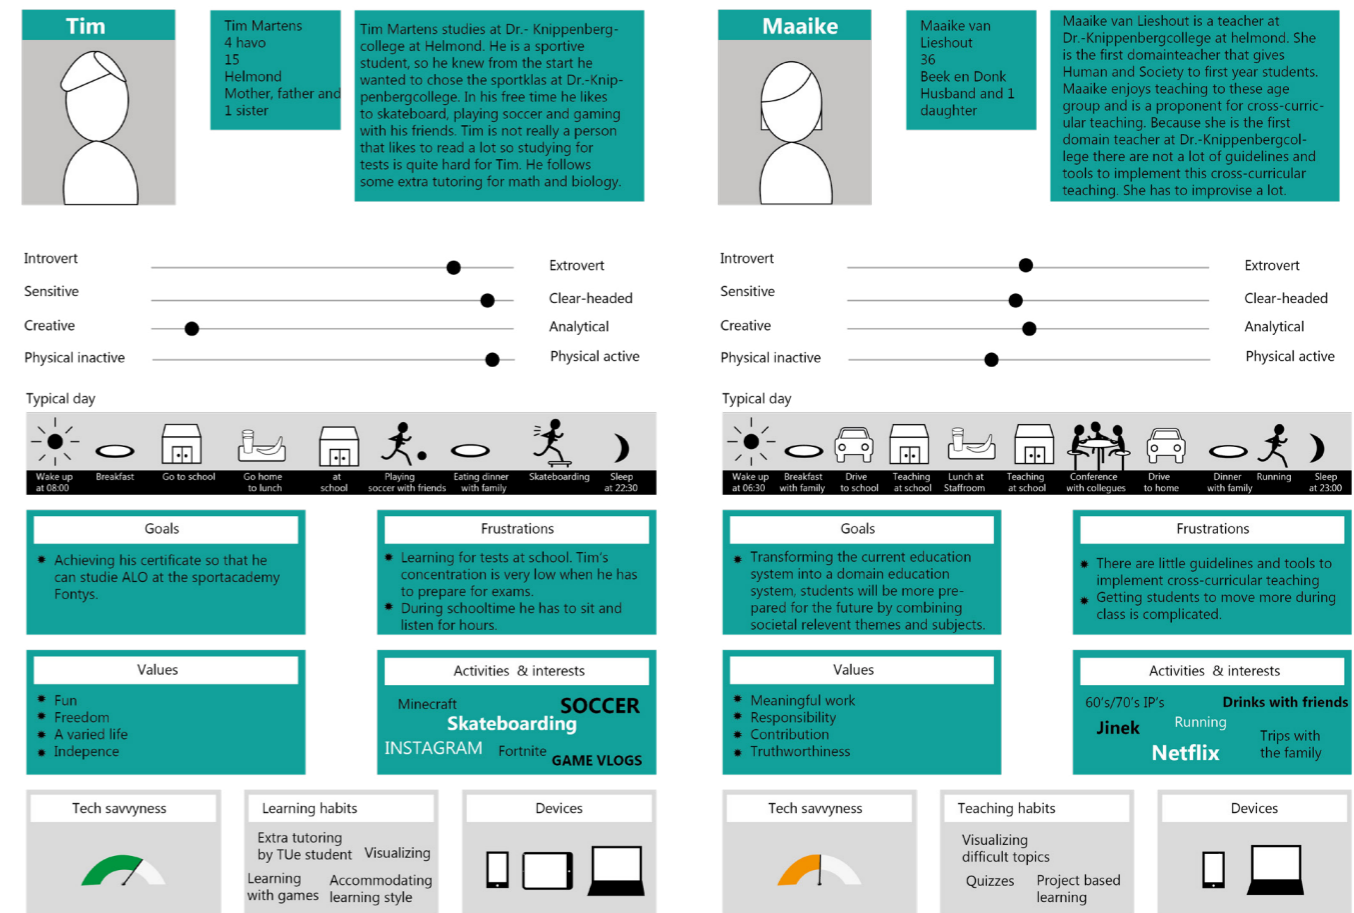 Tim
Tim Martens
4 havo
15
Helmond
Mother, father and
1 sister
Tim Martens studies at Dr.- Knippenberg-
college at Helmond. He is a sportive
student, so he knew from the start he
wanted to chose the sportklas at Dr.-Knip-
penbergcollege. In his free time he likes
to skateboard, playing soccer and gaming
with his friends. Tim is not really a person
that likes to read a lot so studying for
tests is quite hard for Tim. He follows
some extra tutoring for math and biology.
Introvert
Extrovert
Sensitive
Clear-headed
Creative
Analytical
Physical inactive
Physical active
Typical day
Wake up
at 08:00
Breakfast
Go to school
Go home
to lunch
at
school
Playing
soccer with friends
Eating dinner
with family
Skateboarding
Sleep
at 22:30
Goals
Achieving his certificate so that he
can studie ALO at the sportacademy
Fontys.
Frustrations
Learning for tests at school. Tim's
concentration is very low when he has
to prepare for exams.
During schooltime he has to sit and
listen for hours.
Values
Fun
Freedom
A varied life
Indepence
Activities & interests
Minecraft
SOCCER
Skateboarding
INSTAGRAM
Fortnite
GAME VLOGS
Tech savvyness
Learning habits
Extra tutoring
by TUe student
Visualizing
Learning
with games
Accommodating
learning style
Devices
Maaike
Maaike van
Lieshout
36
Beek en Donk
Husband and 1
daughter
Maaike van Lieshout is a teacher at
Dr.-Knippenbergcollege at helmond. She
is the first domainteacher that gives
Human and Society to first year students.
Maaike enjoys teaching to these age
group and is a proponent for cross-curric-
ular teaching. Because she is the first
domain teacher at Dr.-Knippenbergcol-
lege there are not a lot of guidelines and
tools to implement this cross-curricular
teaching. She has to improvise a lot.
Introvert
Extrovert
Sensitive
Clear-headed
Creative
Analytical
Physical inactive
Physical active
Typical day
Wake up
at 06:30
Breakfast
with family
Drive
to school
Teaching
at school
Lunch at
Staffroom
Teaching
at school
Conference
with collegues
Drive
to home
Dinner
with family
Running
Sleep
at 23:00
Goals
Transforming the current education
system into a domain education
system, students will be more pre-
pared for the future by combining
societal relevent themes and subjects.
Frustrations
There are little guidelines and tools to
implement cross-curricular teaching
Getting students to move more during
class is complicated.
Values
Meaningful work
Responsibility
Contribution
Truthworthiness
Activities & interests
60's/70's IP's
Drinks with friends
Jinek
Running
Trips with
the family
Netflix
Tech savvyness
Teaching habits
Visualizing
difficult topics
Quizzes
Project based
learning
Devices